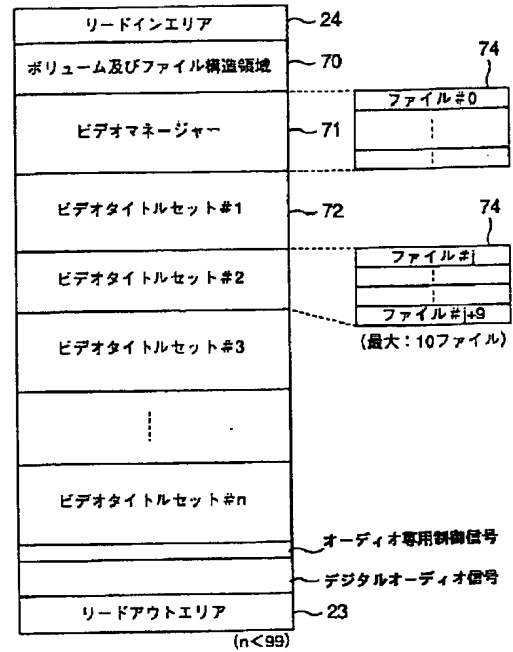 リードインエリア
24
ボリューム及びファイル構造領域
70
74
ファイル#0
ビデオマネージャー
71
ビデオタイトルセット#1
72
74
ファイル#j
ビデオタイトルセット#2
ファイル#j+9
(最大:10ファイル)
ビデオタイトルセット#3
ビデオタイトルセット#n
オーディオ専用制御信号
デジタルオーディオ信号
リードアウトエリア
23
(n<99)